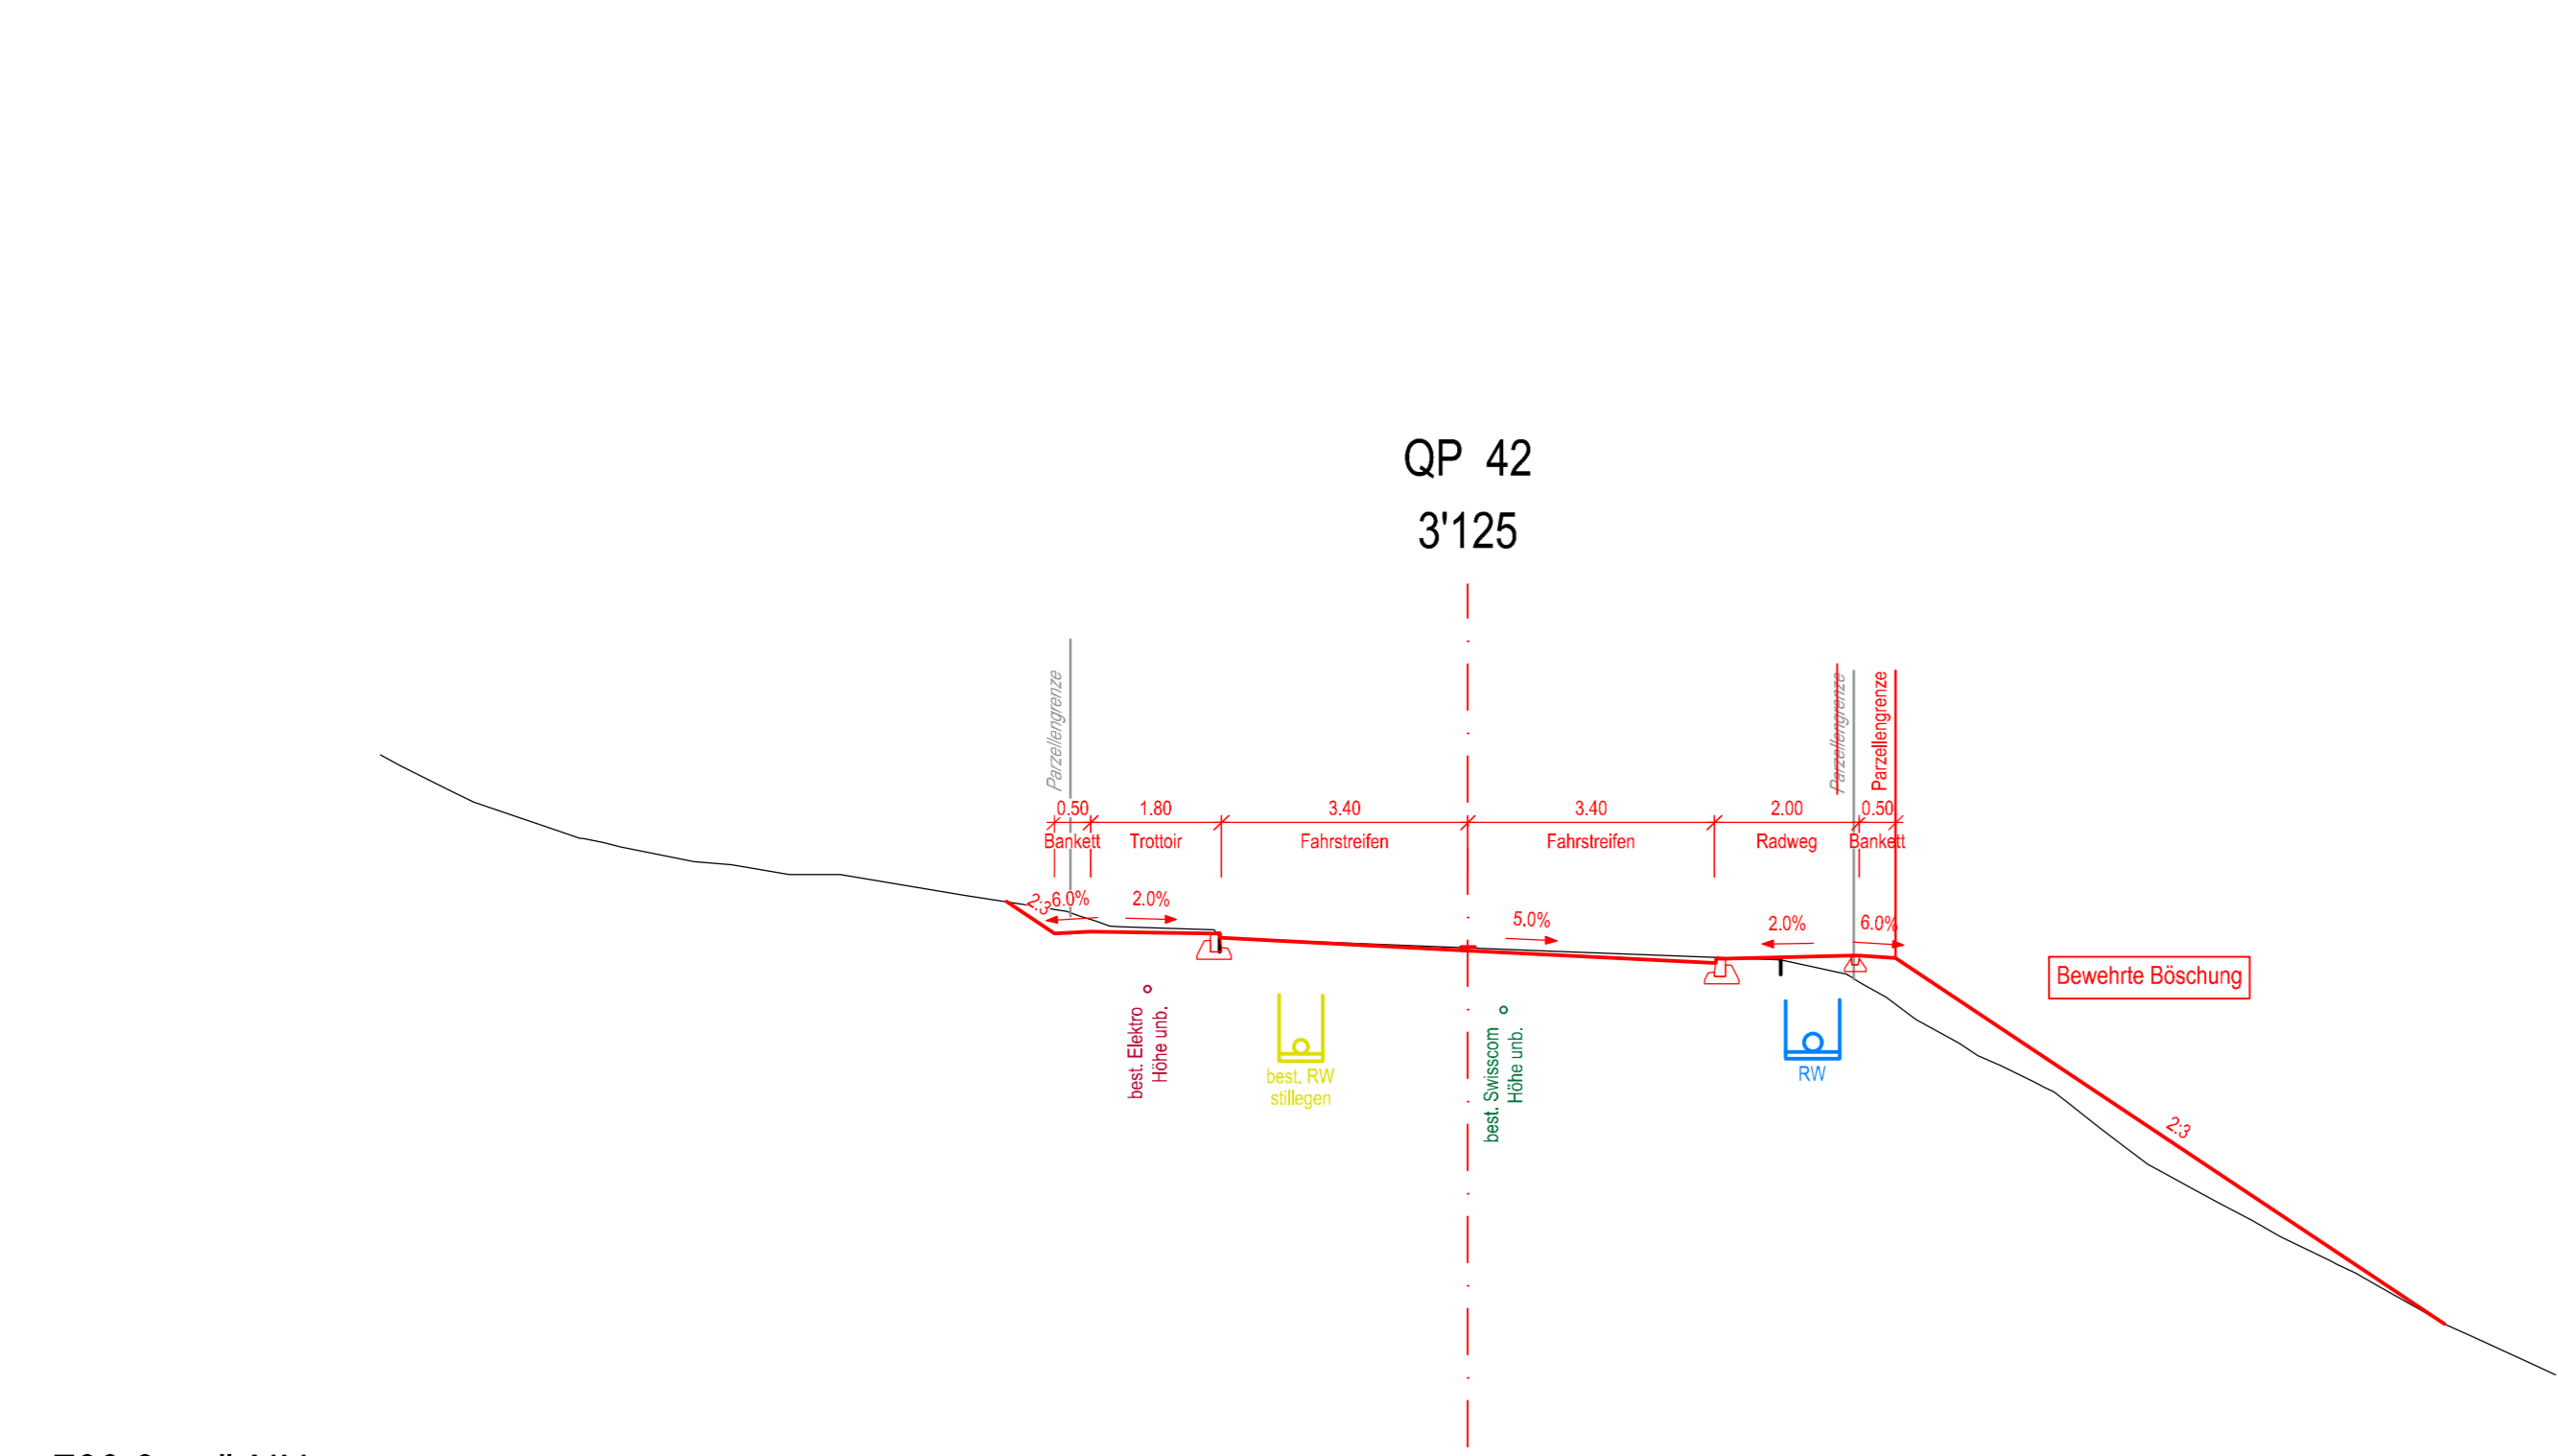 QP 42
3'125
Parzellengrenze
Parzellengrenze
Parzellengrenze
0.50
1.80
3.40
3.40
2.00
0.50
Bankett
Trottoir
Fahrstreifen
Fahrstreifen
Radweg
Bankett
2:3
6.0%
2.0%
5.0%
2.0%
6.0%
Bewehrte Böschung
best. Elektro
Höhe unb.
best. RW
stillegen
best. Swisscom
Höhe unb.
RW
2:3